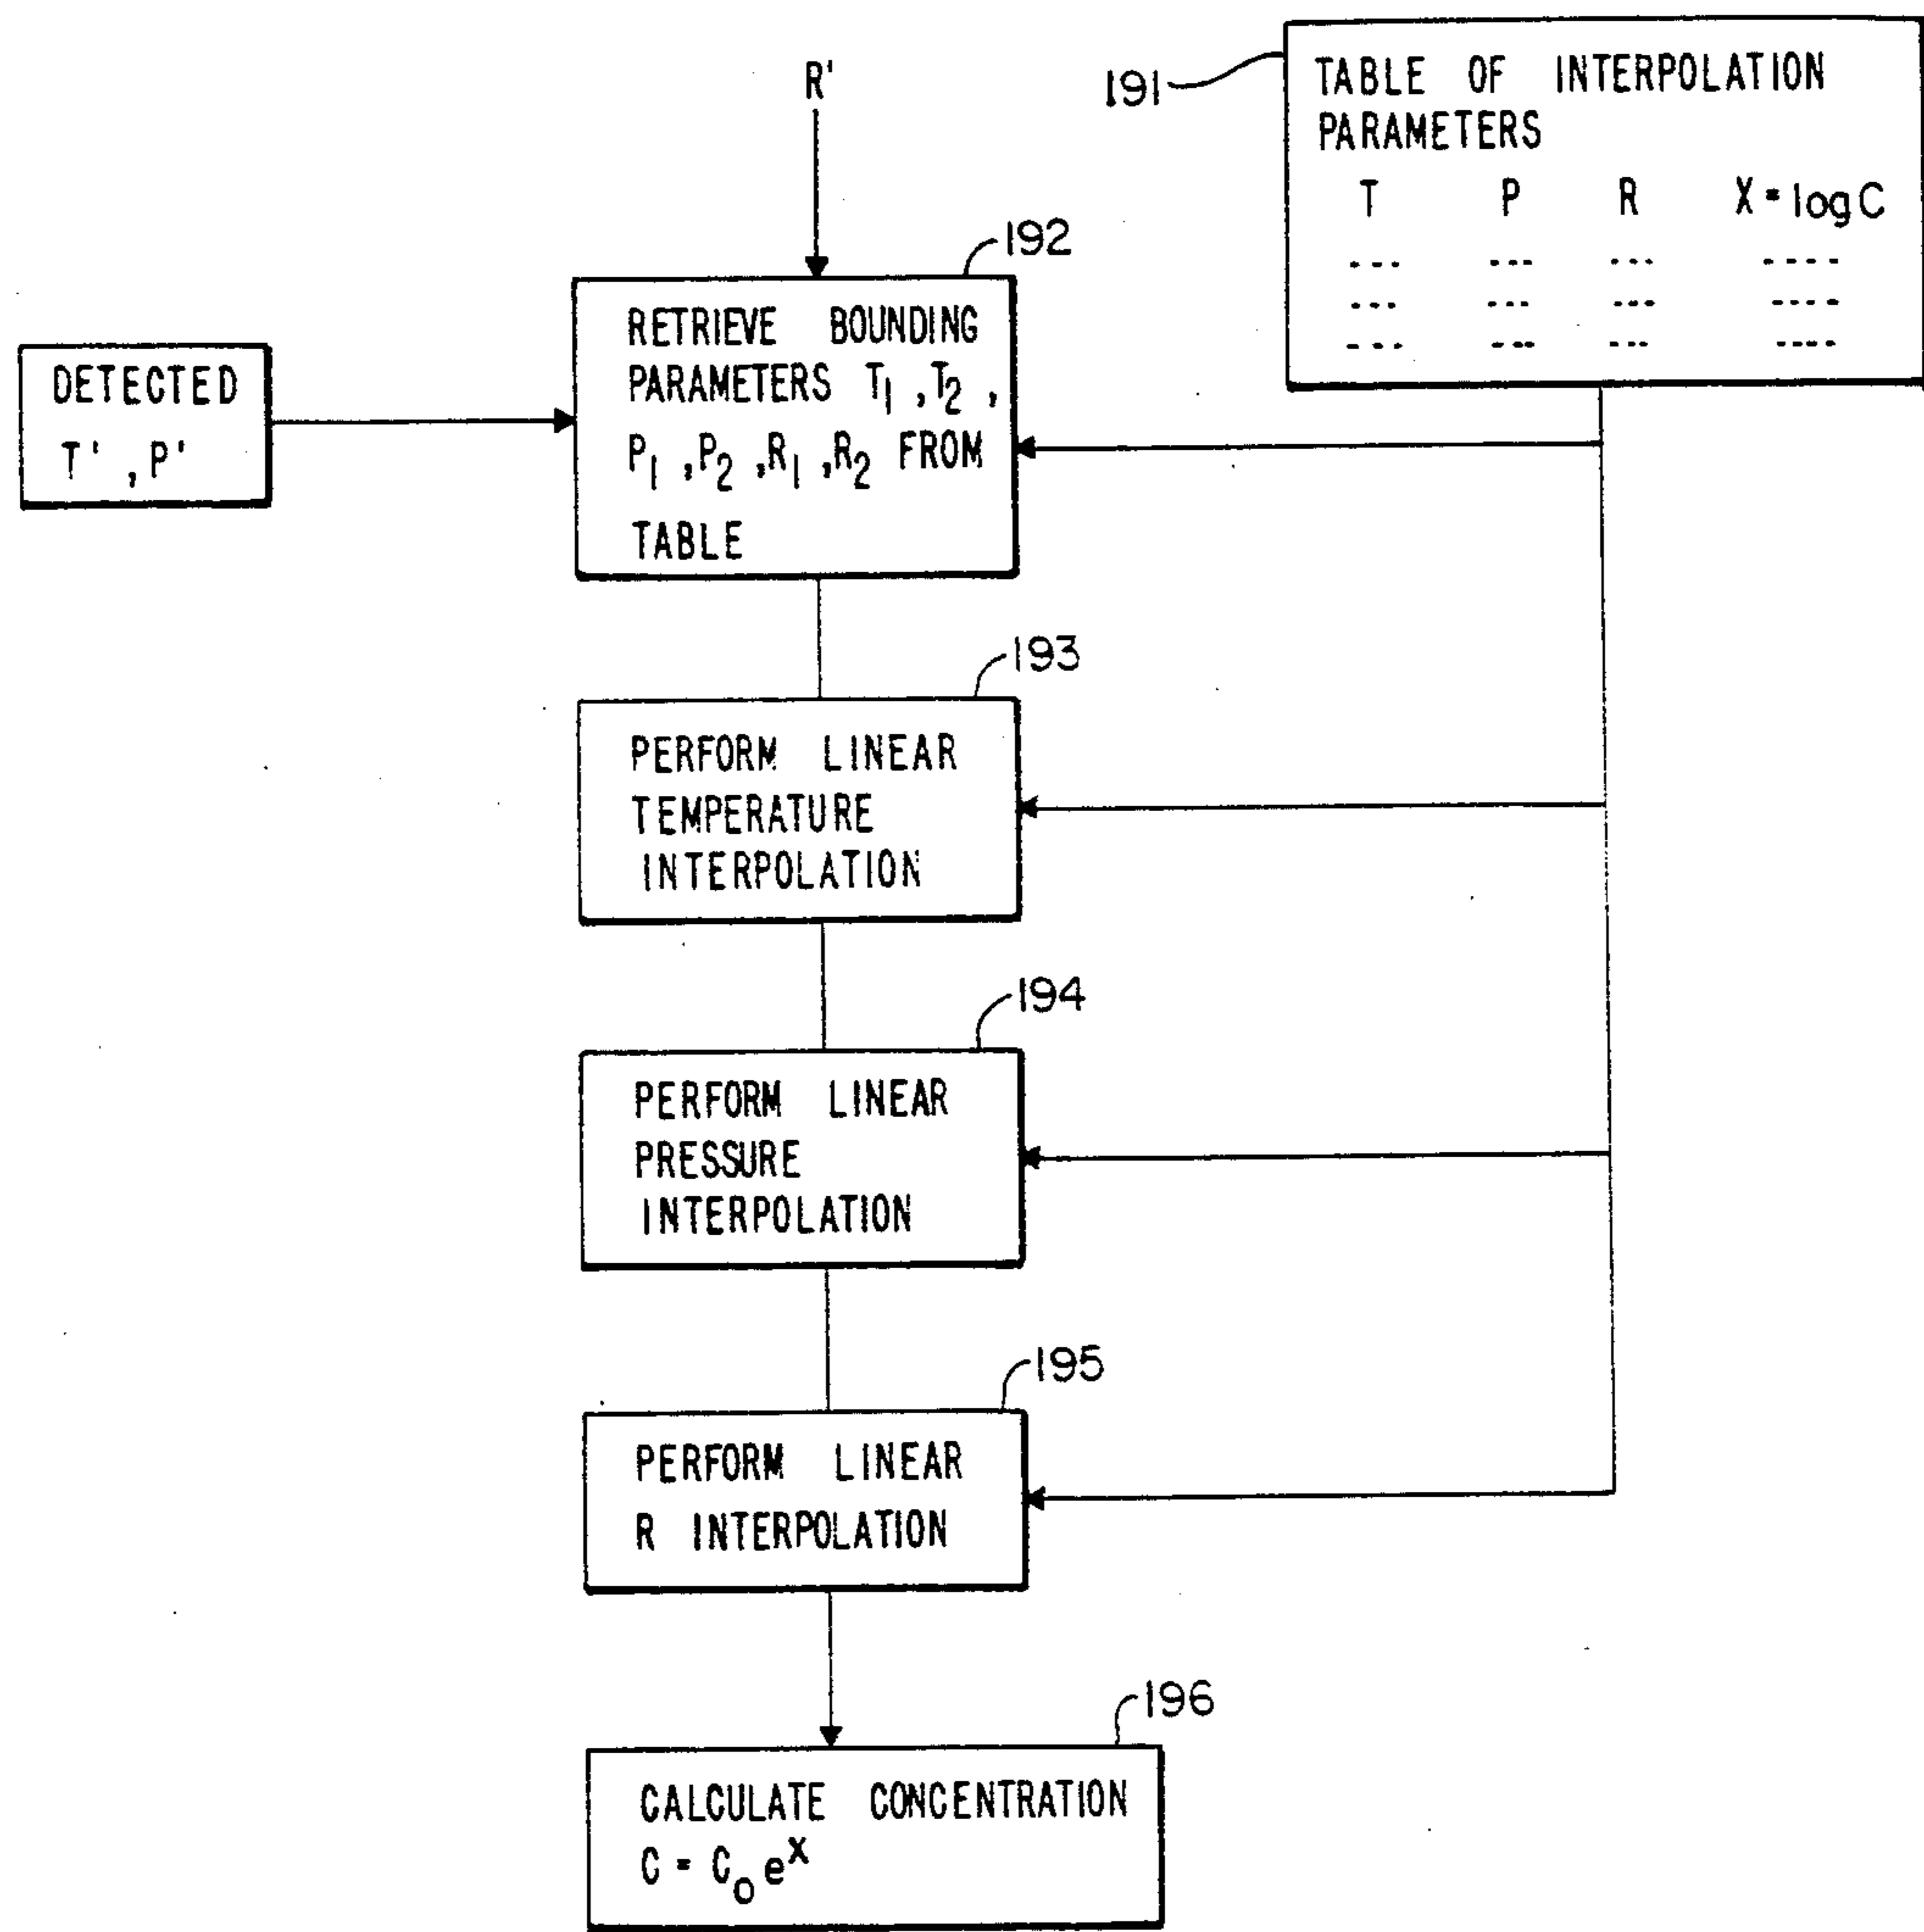 R'
191
TABLE OF INTERPOLATION
PARAMETERS
T P R X = log C
--- --- --- ----
--- --- --- ----
--- --- --- ----
192
RETRIEVE BOUNDING
PARAMETERS T₁ ,T₂ ,
P₁ ,P₂ ,R₁ ,R₂ FROM
TABLE
DETECTED
T' , P'
193
PERFORM LINEAR
TEMPERATURE
INTERPOLATION
194
PERFORM LINEAR
PRESSURE
INTERPOLATION
195
PERFORM LINEAR
R INTERPOLATION
196
CALCULATE CONCENTRATION
C = C₀ eˣ